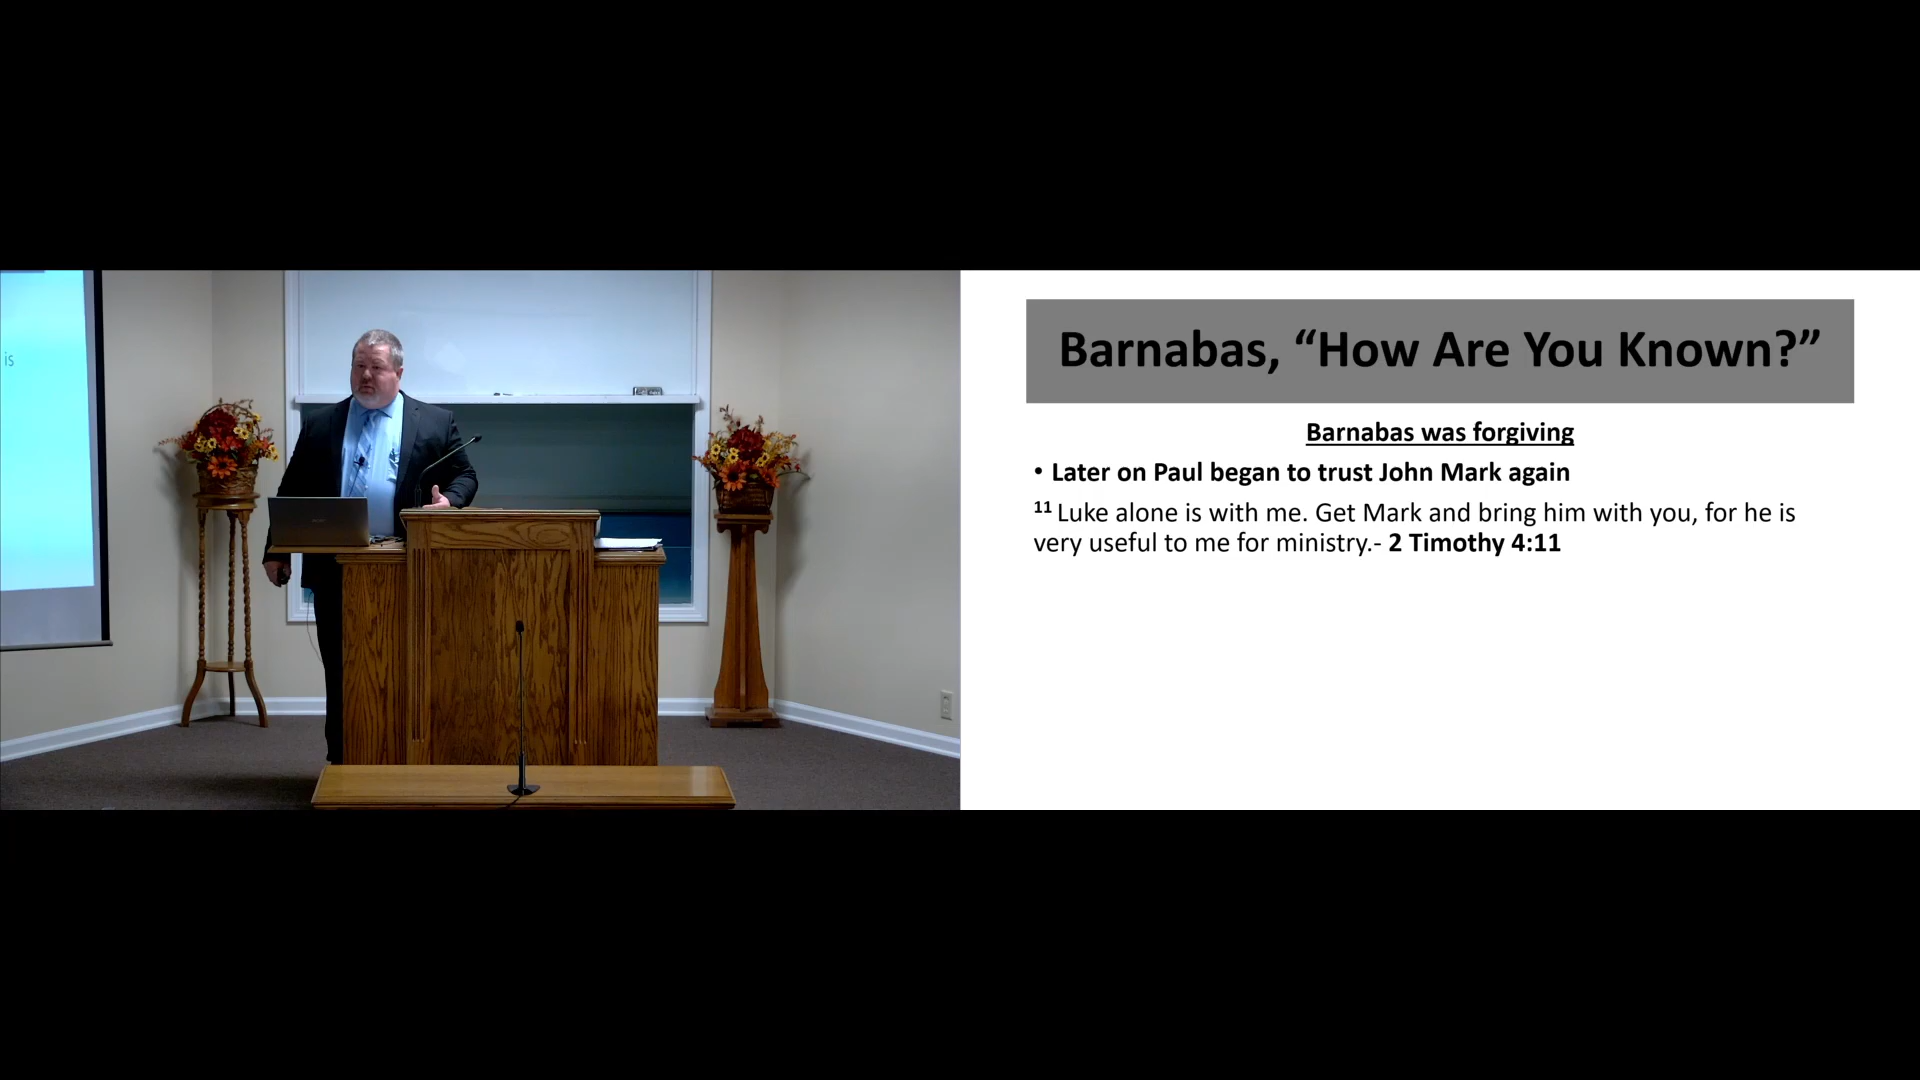 is
Barnabas, “How Are You Known?”
Barnabas was forgiving
• Later on Paul began to trust John Mark again
11 Luke alone is with me. Get Mark and bring him with you, for he is
very useful to me for ministry.- 2 Timothy 4:11